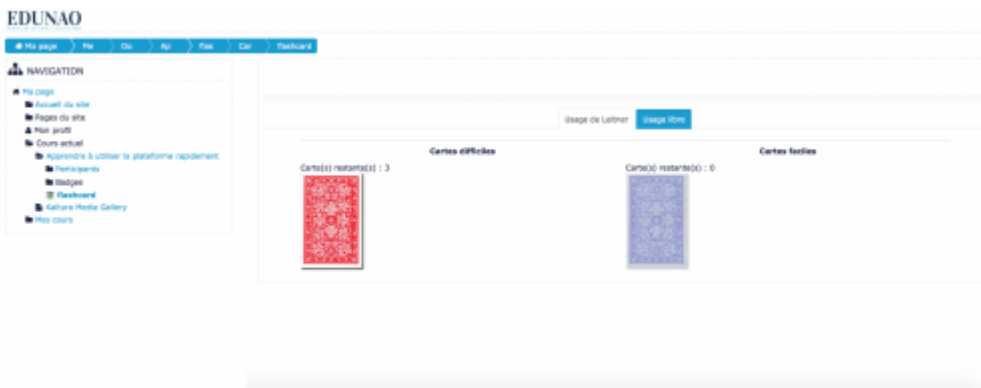 EDUNAO
Ma page Me Do Ap flas Car flashcard
NAVIGATION
Ma page
Accueil du site
Pages du site
Mon profil
Cours actuel
Apprendre à utiliser la plateforme rapidement
Participants
Badges
flashcard
Kaltura Media Gallery
Mes cours
Usage de Leitner Usage libre
Cartes difficiles Cartes faciles
Carte(s) restante(s) : 3 Carte(s) restante(s) : 0